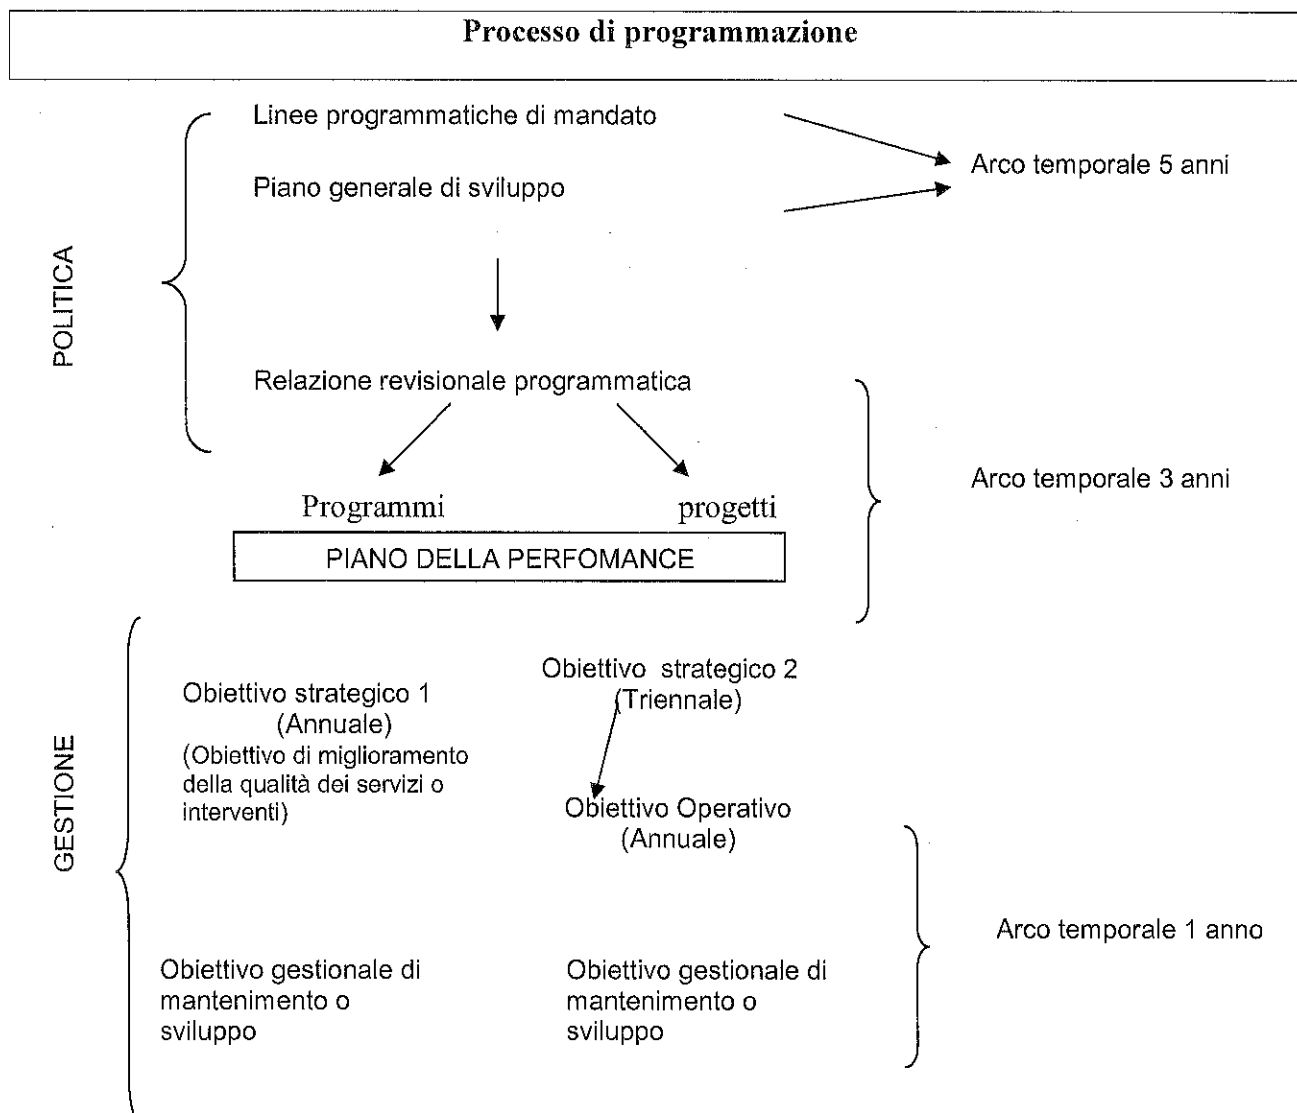 Processo di programmazione
POLITICA
Linee programmatiche di mandato
Piano generale di sviluppo
Arco temporale 5 anni
Relazione revisionale programmatica
Programmi progetti
PIANO DELLA PERFOMANCE
Arco temporale 3 anni
GESTIONE
Obiettivo strategico 1
(Annuale)
(Obiettivo di miglioramento
della qualità dei servizi o
interventi)
Obiettivo strategico 2
(Triennale)
Obiettivo Operativo
(Annuale)
Obiettivo gestionale di
mantenimento o
sviluppo
Obiettivo gestionale di
mantenimento o
sviluppo
Arco temporale 1 anno